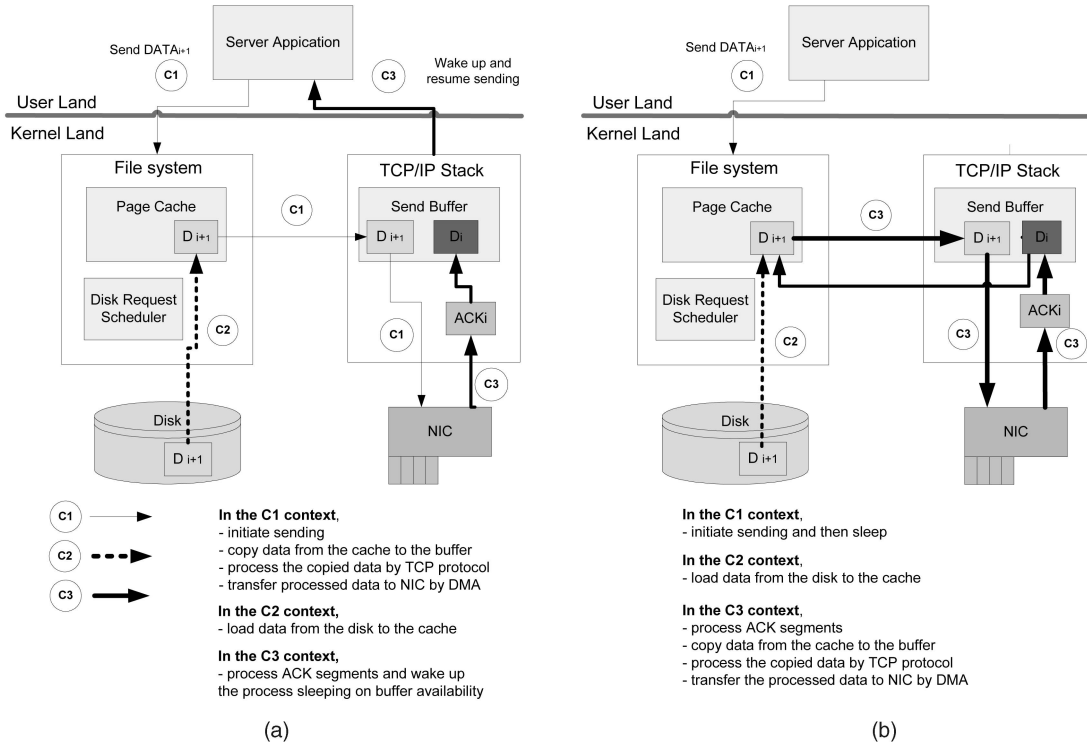 Send DATAi+1
C1
Server Appication
C3
Wake up and
resume sending
User Land
Kernel Land
File system
Page Cache
D i+1
C1
Disk Request
Scheduler
C2
TCP/IP Stack
Send Buffer
D i+1
Di
C1
ACKi
C3
Disk
D i+1
NIC
C1
C2
C3
In the C1 context,
- initiate sending
- copy data from the cache to the buffer
- process the copied data by TCP protocol
- transfer processed data to NIC by DMA
In the C2 context,
- load data from the disk to the cache
In the C3 context,
- process ACK segments and wake up
the process sleeping on buffer availability
(a)
Send DATAi+1
C1
Server Appication
User Land
Kernel Land
File system
Page Cache
D i+1
C3
Disk Request
Scheduler
C2
TCP/IP Stack
Send Buffer
D i+1
Di
ACKi
C3
C3
Disk
D i+1
NIC
In the C1 context,
- initiate sending and then sleep
In the C2 context,
- load data from the disk to the cache
In the C3 context,
- process ACK segments
- copy data from the cache to the buffer
- process the copied data by TCP protocol
- transfer the processed data to NIC by DMA
(b)